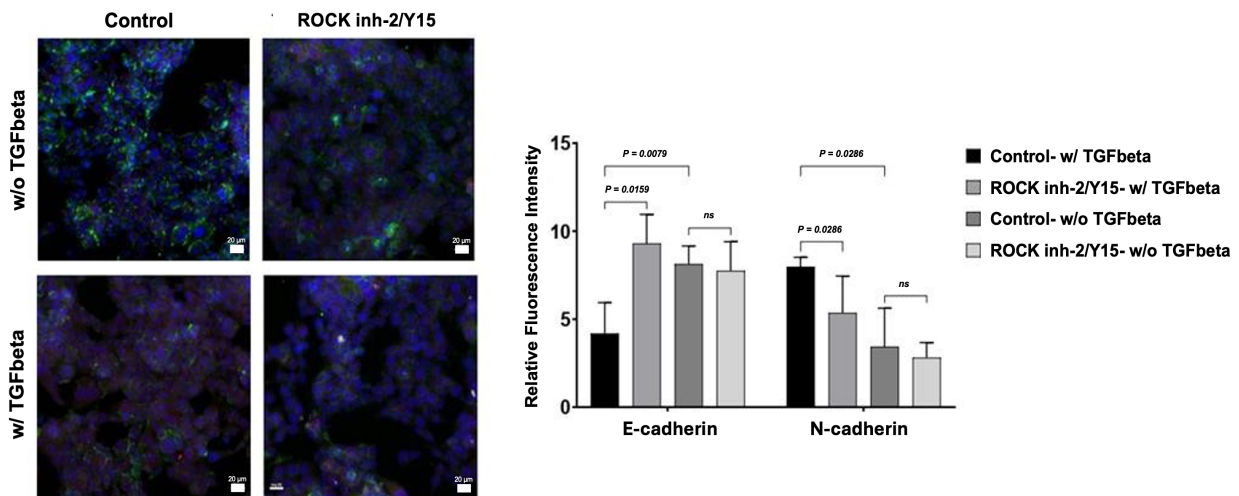 Control
ROCK inh-2/Y15
w/o TGFbeta
20 µm
20 µm
w/ TGFbeta
20 µm
20 µm
Relative Fluorescence Intensity
15
10
5
0
P = 0.0079
P = 0.0159
ns
P = 0.0286
P = 0.0286
ns
E-cadherin
N-cadherin
Control- w/ TGFbeta
ROCK inh-2/Y15- w/ TGFbeta
Control- w/o TGFbeta
ROCK inh-2/Y15- w/o TGFbeta